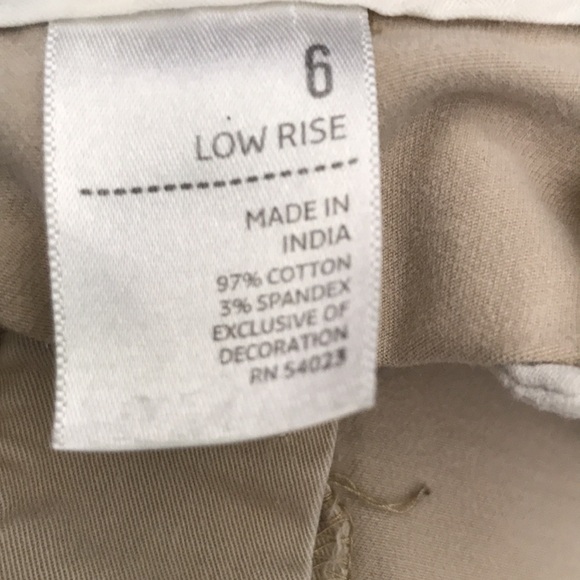 6
LOW RISE
MADE IN
INDIA
97% COTTON
3% SPANDEX
EXCLUSIVE OF
DECORATION
RN 54023